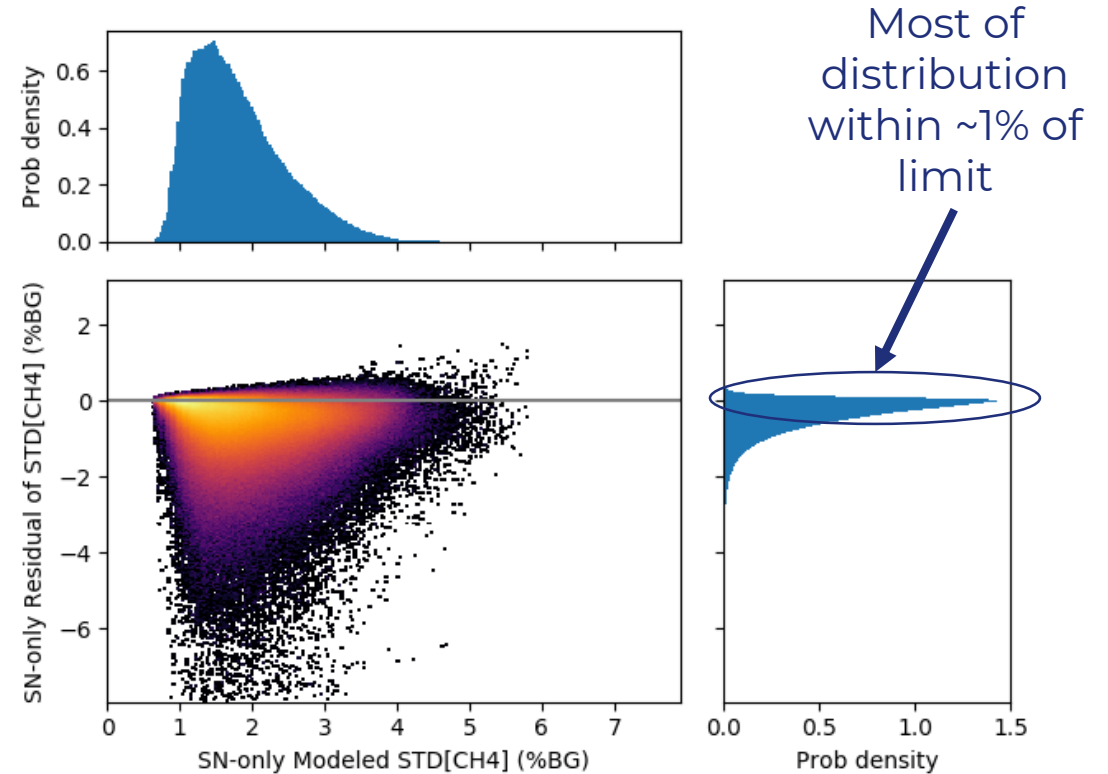 Most of
distribution
within ~1% of
limit
Prob density
0.6
0.4
0.2
0.0
SN-only Residual of STD[CH4] (%BG)
2
0
−2
−4
−6
0 1 2 3 4 5 6 7
SN-only Modeled STD[CH4] (%BG)
0.0 0.5 1.0 1.5
Prob density